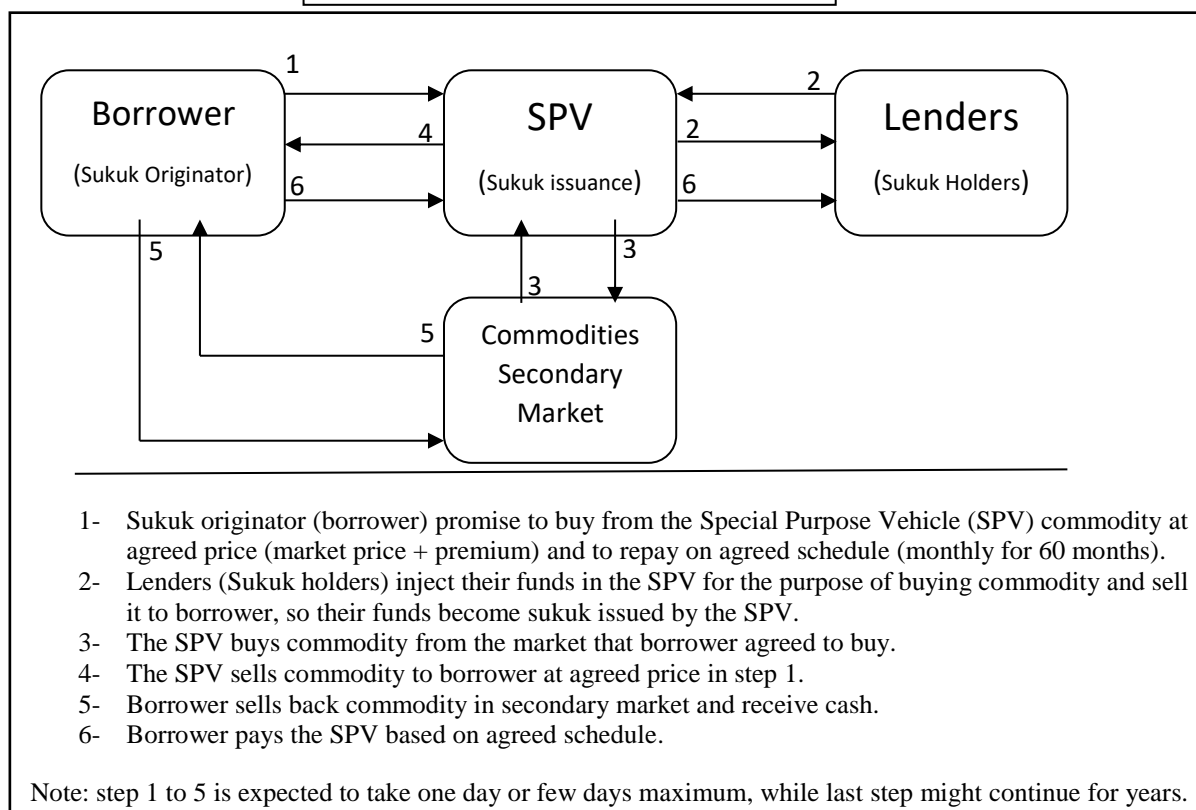 1
2
Borrower
SPV
Lenders
4
2
(Sukuk Originator)
(Sukuk issuance)
(Sukuk Holders)
6
6
5
3
3
5
Commodities
Secondary
Market
1- Sukuk originator (borrower) promise to buy from the Special Purpose Vehicle (SPV) commodity at
agreed price (market price + premium) and to repay on agreed schedule (monthly for 60 months).
2- Lenders (Sukuk holders) inject their funds in the SPV for the purpose of buying commodity and sell
it to borrower, so their funds become sukuk issued by the SPV.
3- The SPV buys commodity from the market that borrower agreed to buy.
4- The SPV sells commodity to borrower at agreed price in step 1.
5- Borrower sells back commodity in secondary market and receive cash.
6- Borrower pays the SPV based on agreed schedule.
Note: step 1 to 5 is expected to take one day or few days maximum, while last step might continue for years.